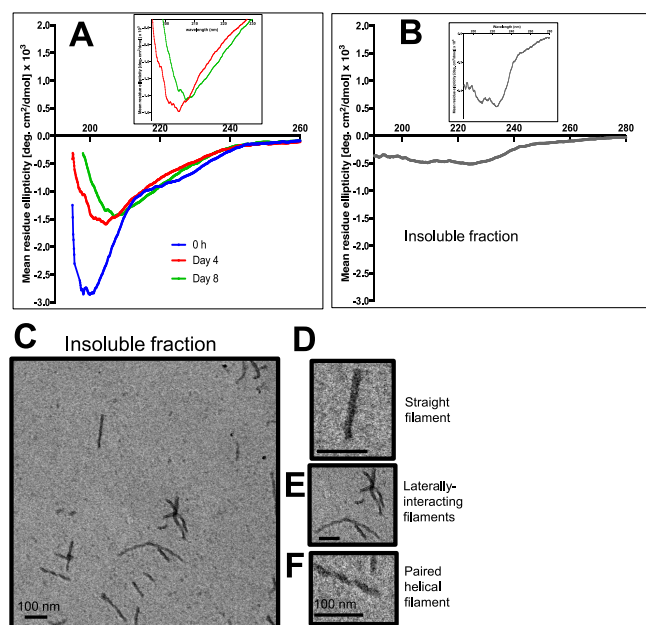 A
Mean residue ellipticity [deg. cm²/dmol] x 10³
2.0
1.5
1.0
0.5
0.0
-0.5
-1.0
-1.5
-2.0
-2.5
-3.0
200
220
240
260
wavelength (nm)
0 h
Day 4
Day 8
B
Mean residue ellipticity [deg. cm2/dmol] x 10³
2.0
1.5
1.0
0.5
0.0
-0.5
-1.0
-1.5
-2.0
-2.5
-3.0
200
220
240
260
280
Wavelength (nm)
Insoluble fraction
C
Insoluble fraction
100 nm
D
Straight
filament
E
Laterally-
interacting
filaments
F
100 nm
Paired
helical
filament